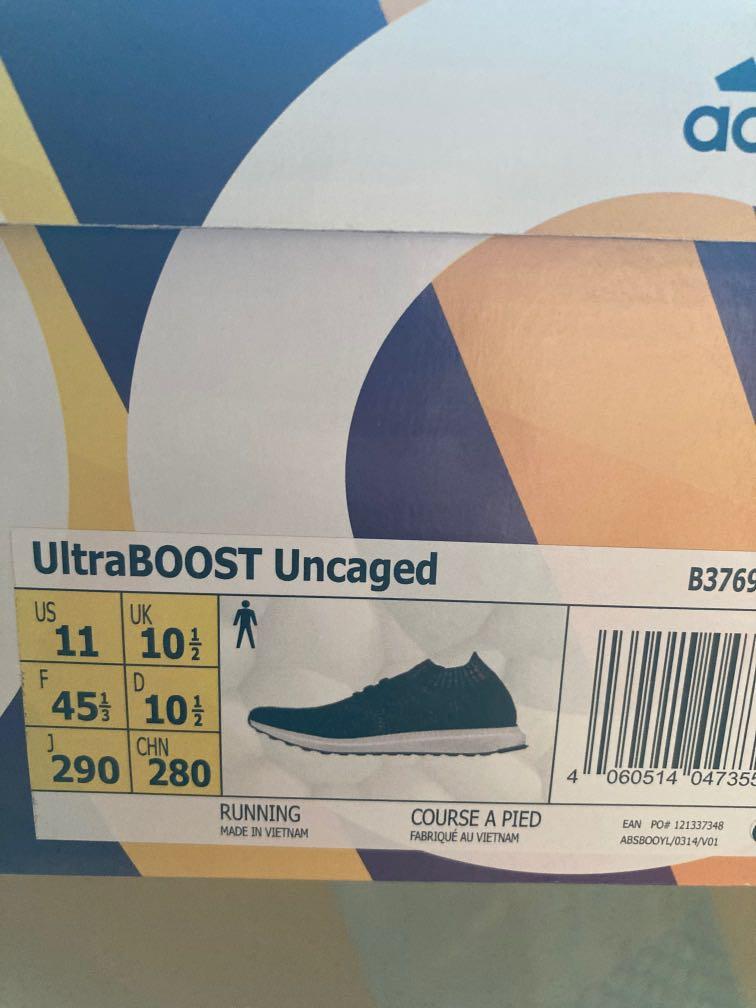 ad
UltraBOOST Uncaged
B3769
US 11 UK 10½
F 45⅓ D 10½
J 290 CHN 280
4 060514 04735
RUNNING COURSE A PIED
MADE IN VIETNAM FABRIQUÉ AU VIETNAM
EAN PO# 121337348
ABSBOOYL/0314/V01